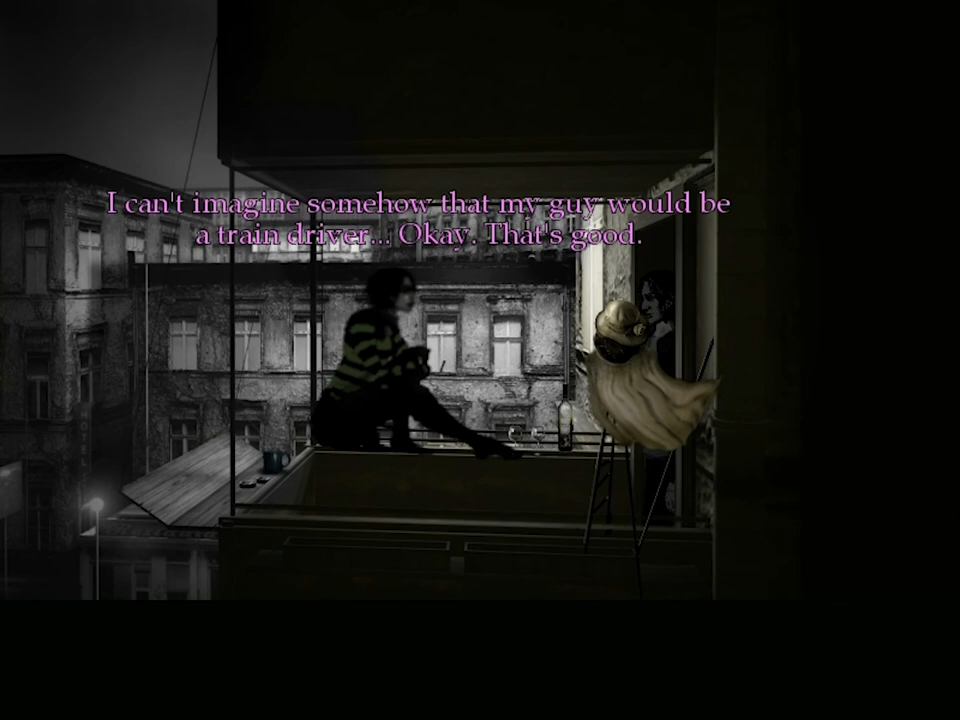 I can't imagine somehow that my guy would be
a train driver... Okay. That's good.